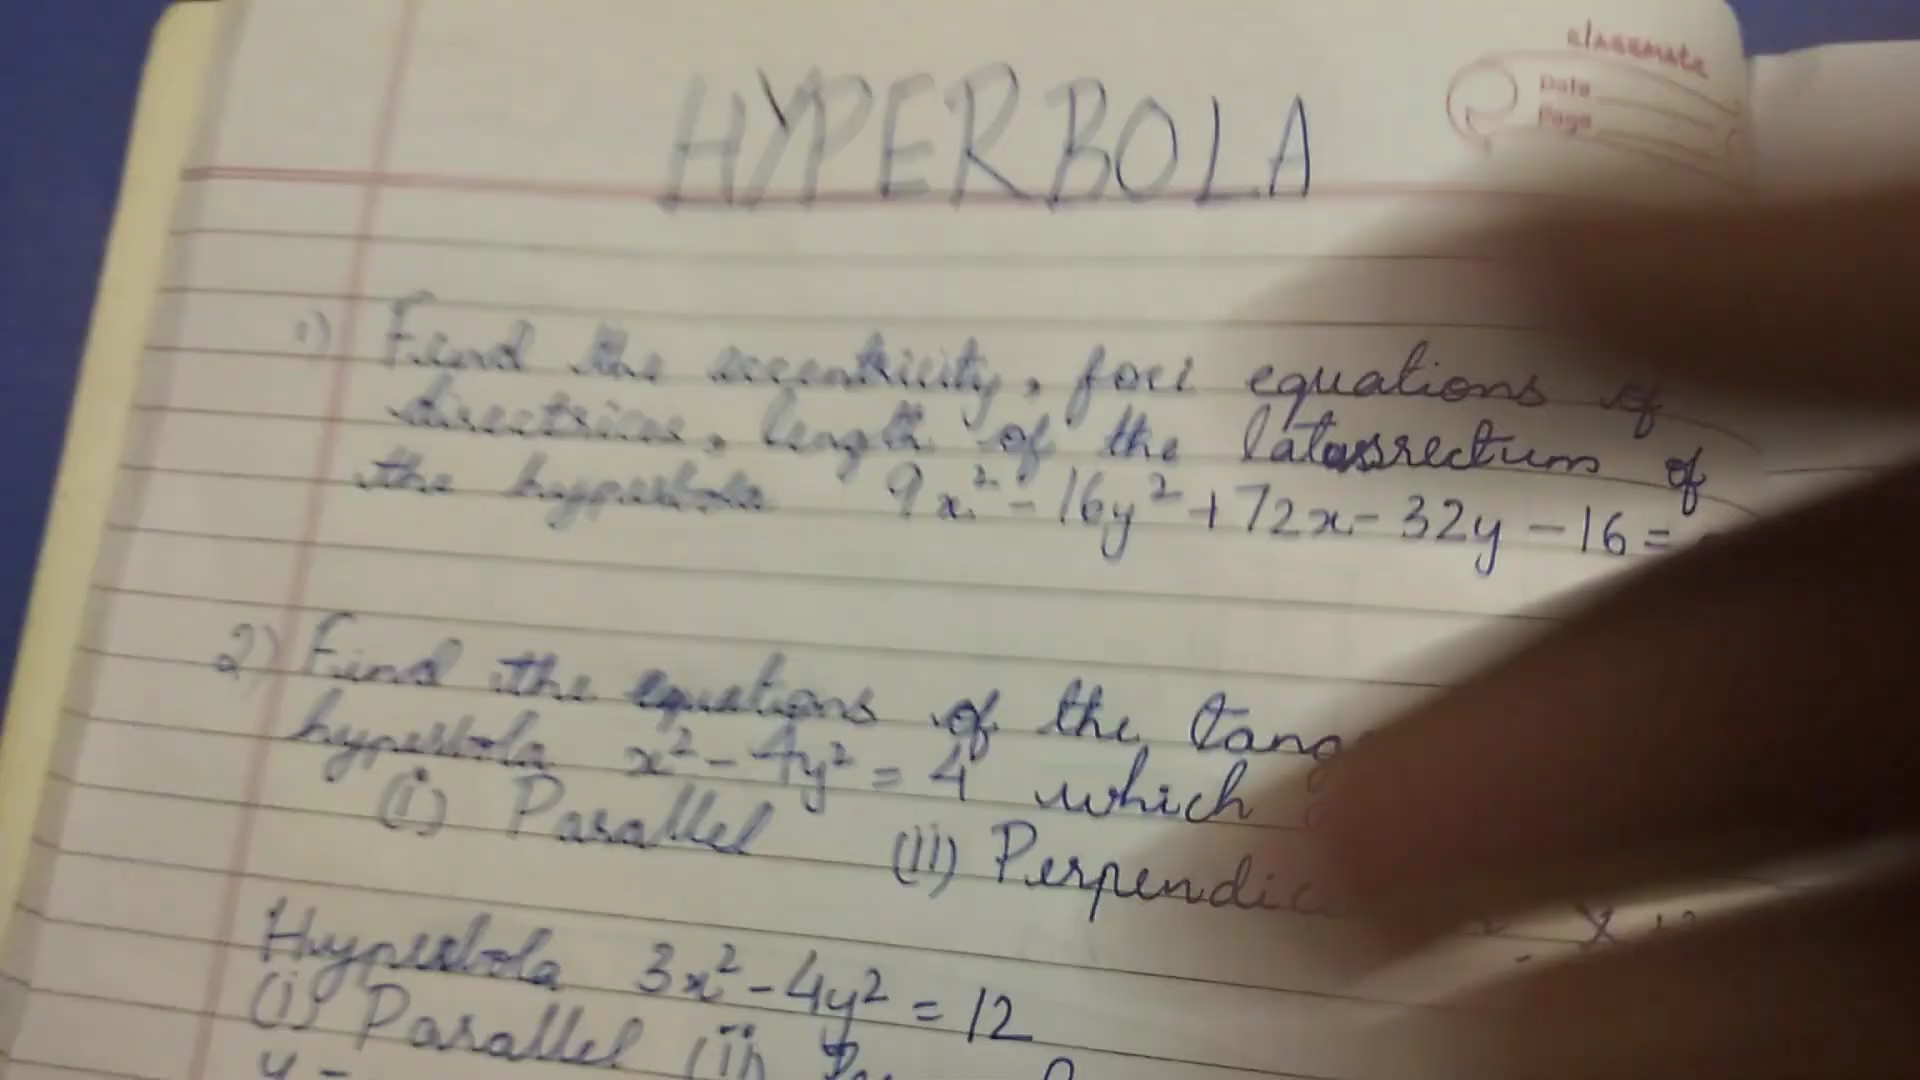 classmate
Date
Page
HYPERBOLA
1) Find the eccentricity, foci equations of
directrices, length of the latusrectum of
the hyperbola 9x² - 16y² + 72x - 32y - 16 =
2) Find the equations of the tang
hyperbola x² - 4y² = 4 which
(i) Parallel (ii) Perpendic
Hyperbola 3x² - 4y² = 12
(i) Parallel (ii)
y =